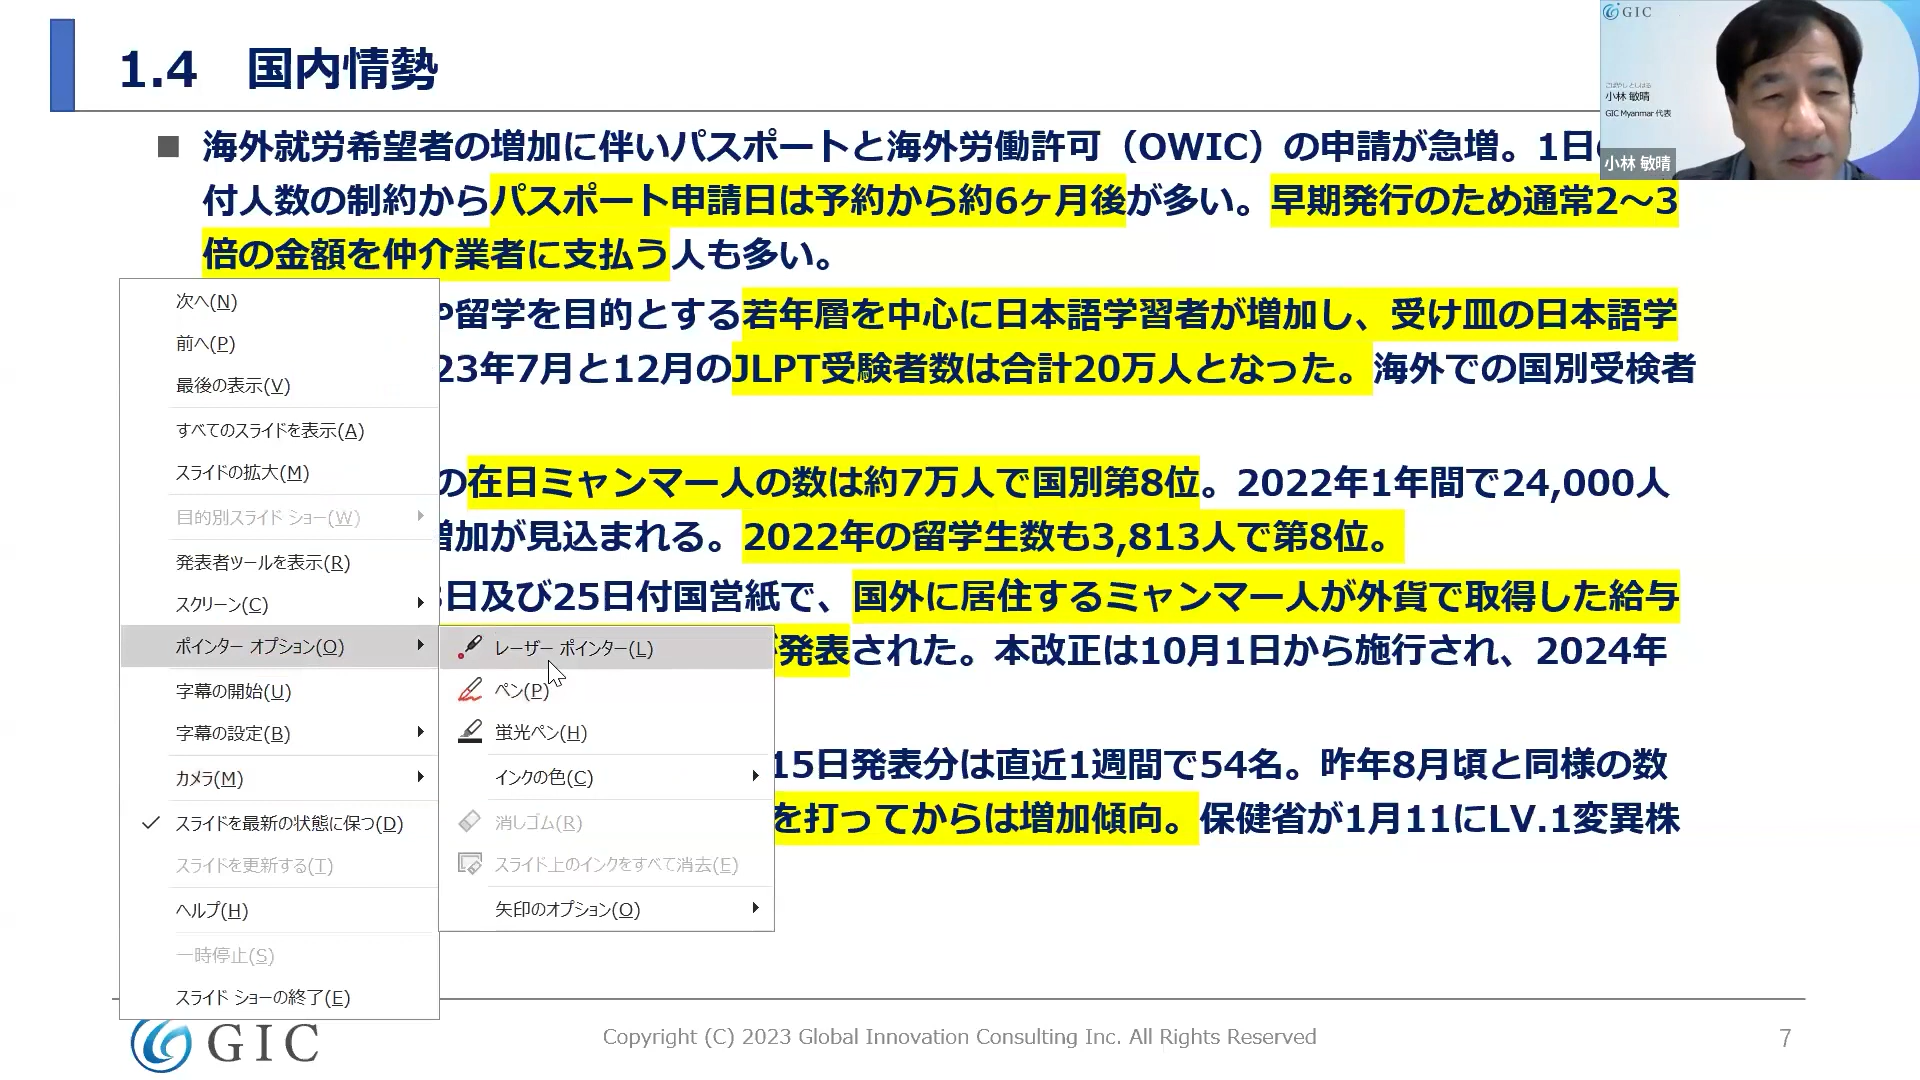 1.4 国内情勢
GIC
こばやし としはる
小林 敏晴
GIC Myanmar 代表
小林 敏晴
■ 海外就労希望者の増加に伴いパスポートと海外労働許可（OWIC）の申請が急増。1日
付人数の制約からパスポート申請日は予約から約6ヶ月後が多い。早期発行のため通常2～3
倍の金額を仲介業者に支払う人も多い。
や留学を目的とする若年層を中心に日本語学習者が増加し、受け皿の日本語学
23年7月と12月のJLPT受験者数は合計20万人となった。海外での国別受検者
の在日ミャンマー人の数は約7万人で国別第8位。2022年1年間で24,000人
増加が見込まれる。2022年の留学生数も3,813人で第8位。
日及び25日付国営紙で、国外に居住するミャンマー人が外貨で取得した給与
発表された。本改正は10月1日から施行され、2024年
15日発表分は直近1週間で54名。昨年8月頃と同様の数
を打ってからは増加傾向。保健省が1月11にLV.1変異株
次へ(N)
前へ(P)
最後の表示(V)
すべてのスライドを表示(A)
スライドの拡大(M)
目的別スライド ショー(W)
発表者ツールを表示(R)
スクリーン(C)
ポインター オプション(O)
字幕の開始(U)
字幕の設定(B)
カメラ(M)
スライドを最新の状態に保つ(D)
スライドを更新する(T)
ヘルプ(H)
一時停止(S)
スライド ショーの終了(E)
レーザー ポインター(L)
ペン(P)
蛍光ペン(H)
インクの色(C)
消しゴム(R)
スライド上のインクをすべて消去(E)
矢印のオプション(O)
GIC
Copyright (C) 2023 Global Innovation Consulting Inc. All Rights Reserved
7